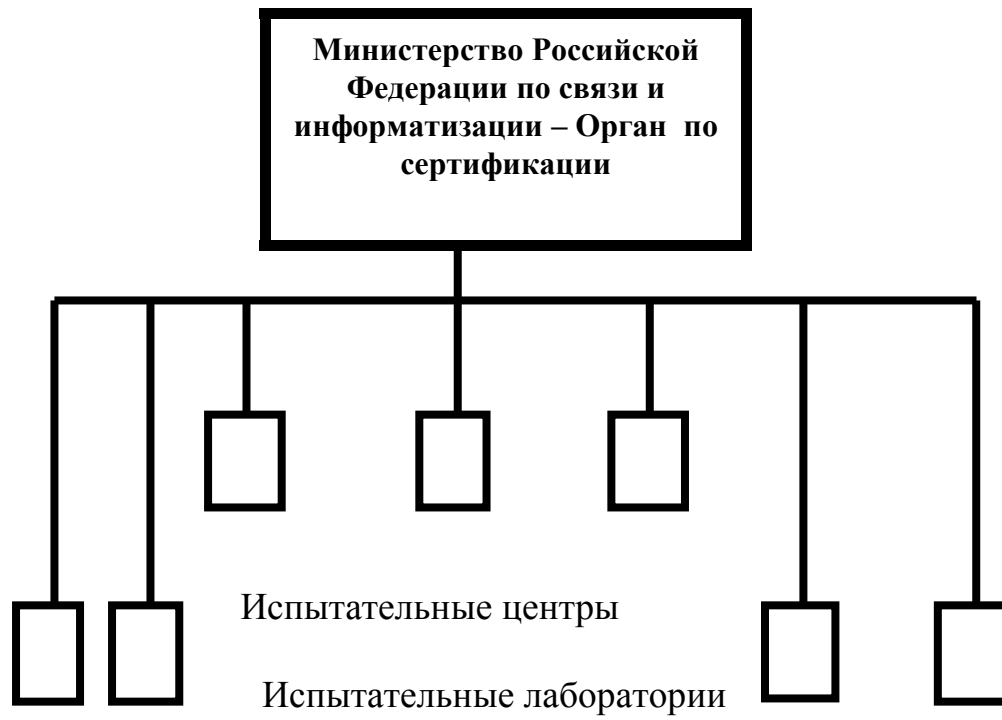 Министерство Российской
Федерации по связи и
информатизации – Орган по
сертификации
Испытательные центры
Испытательные лаборатории